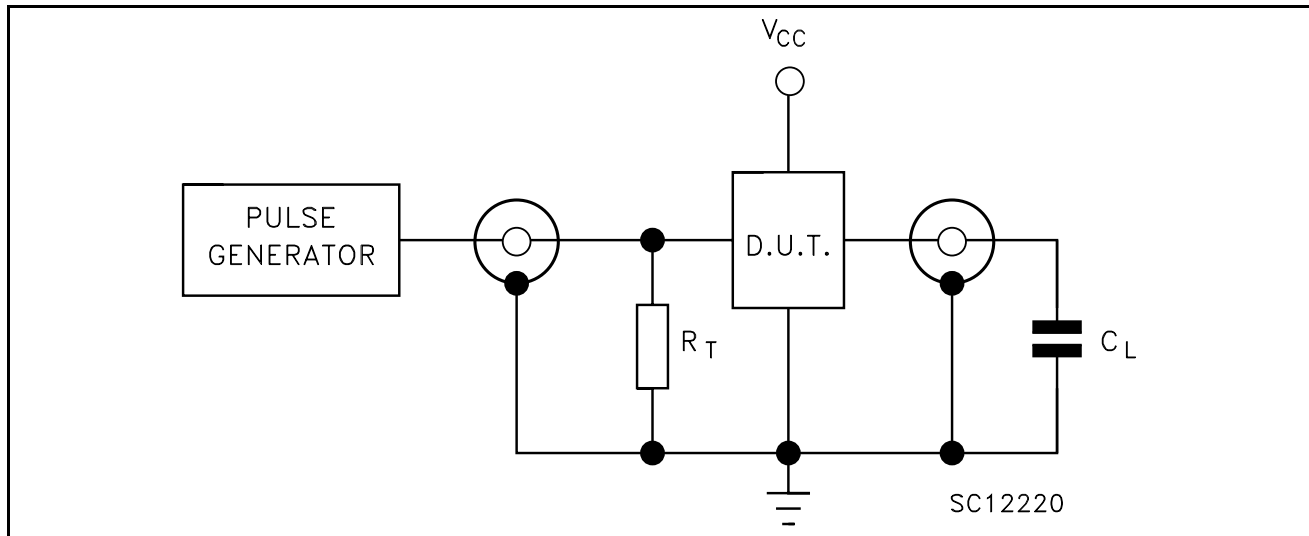 VCC
PULSE
GENERATOR
D.U.T.
RT
CL
SC12220